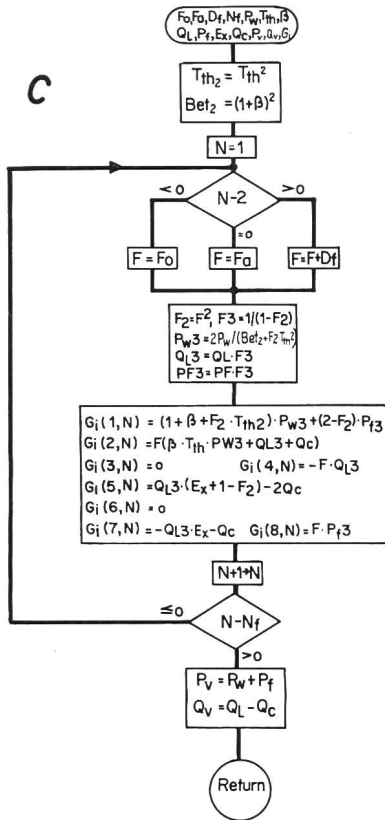 F₀,Fa,Df,Nf,Pw,Tth,β
QL,Pf,Ex,Qc,Pv,Qv,Gi
C
Tth₂ = Tth²
Bet₂ = (1+β)²
N=1
<0
N-2
>0
=0
F=F₀
F=Fa
F=F+Df
F₂=F², F3=1/(1-F₂)
Pw3=2Pw/(Bet₂+F₂Tth²)
QL3=QL·F3
PF3=PF·F3
Gi(1,N) = (1+β+F₂·Tth2)·Pw3+(2-F₂)·Pf3
Gi(2,N) = F(β·Tth·PW3+QL3+Qc)
Gi(3,N) = 0 Gi(4,N)=-F·QL3
Gi(5,N) = QL3·(Ex+1-F₂)-2Qc
Gi(6,N) = 0
Gi(7,N) = -QL3·Ex-Qc Gi(8,N)=F·Pf3
N+1→N
≤0
N-Nf
>0
Pv = Pw+Pf
Qv = QL-Qc
Return